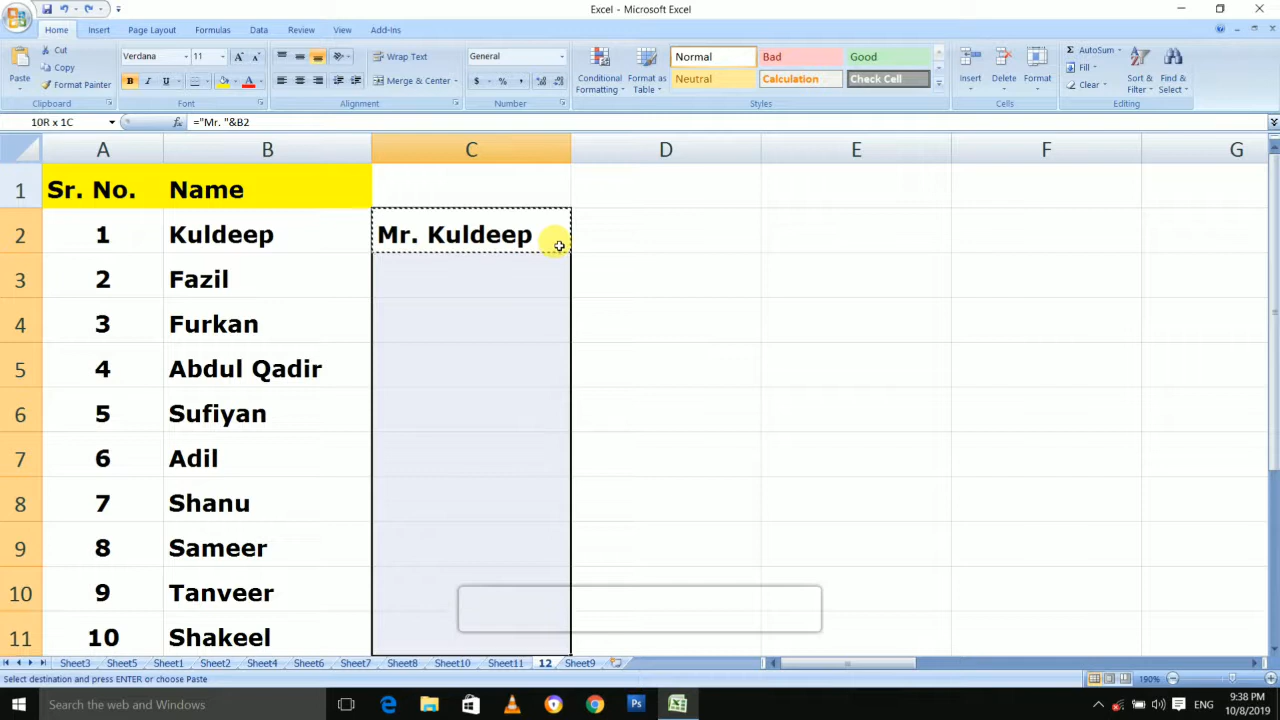 Excel - Microsoft Excel
Home Insert Page Layout Formulas Data Review View Add-Ins
Paste
Cut
Copy
Format Painter
Clipboard
Verdana 11
B I U
Font
Wrap Text
Merge & Center
Alignment
General
$ % ,
Number
Conditional Formatting
Format as Table
Normal Bad Good
Neutral Calculation Check Cell
Styles
Insert Delete Format
Cells
AutoSum
Fill
Clear
Sort & Filter
Find & Select
Editing
10R x 1C fx ="Mr. "&B2
A B C D E F G
1 Sr. No. Name
2 1 Kuldeep Mr. Kuldeep
3 2 Fazil
4 3 Furkan
5 4 Abdul Qadir
6 5 Sufiyan
7 6 Adil
8 7 Shanu
9 8 Sameer
10 9 Tanveer
11 10 Shakeel
Sheet3 Sheet5 Sheet1 Sheet2 Sheet4 Sheet6 Sheet7 Sheet8 Sheet10 Sheet11 12 Sheet9
Select destination and press ENTER or choose Paste 190%
Search the web and Windows
Ps
ENG
9:38 PM
10/8/2019